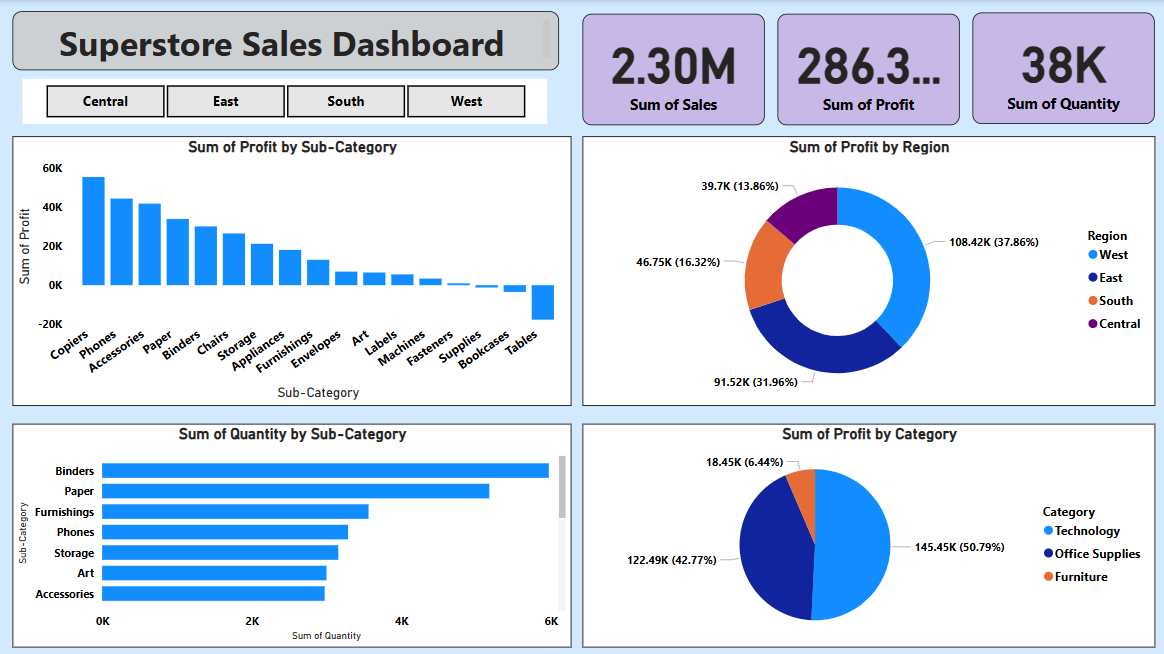 Superstore Sales Dashboard
Central
East
South
West
2.30M
Sum of Sales
286.3...
Sum of Profit
38K
Sum of Quantity
Sum of Profit by Sub-Category
Sum of Profit
60K
40K
20K
0K
-20K
Copiers
Phones
Accessories
Paper
Binders
Chairs
Storage
Appliances
Furnishings
Envelopes
Art
Labels
Machines
Fasteners
Supplies
Bookcases
Tables
Sub-Category
Sum of Profit by Region
39.7K (13.86%)
46.75K (16.32%)
108.42K (37.86%)
91.52K (31.96%)
Region
West
East
South
Central
Sum of Quantity by Sub-Category
Sub-Category
Binders
Paper
Furnishings
Phones
Storage
Art
Accessories
0K
2K
4K
6K
Sum of Quantity
Sum of Profit by Category
18.45K (6.44%)
122.49K (42.77%)
145.45K (50.79%)
Category
Technology
Office Supplies
Furniture